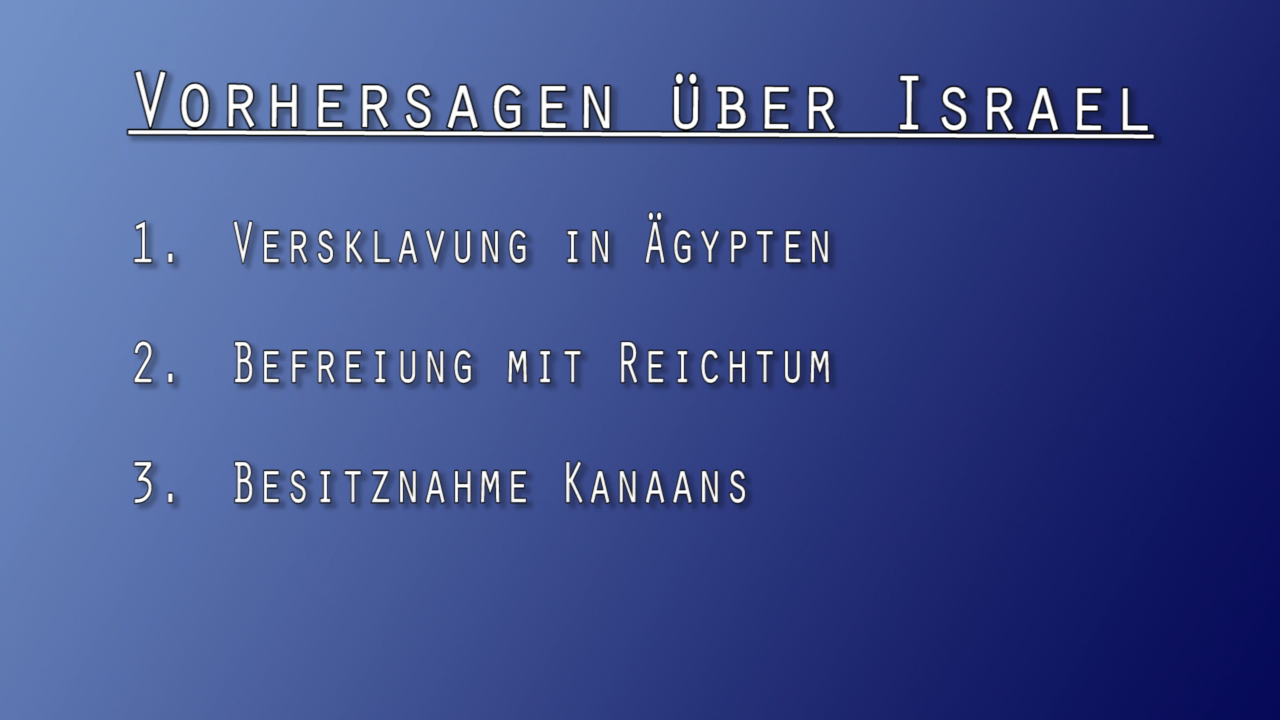 Vorhersagen über Israel
1. Versklavung in Ägypten
2. Befreiung mit Reichtum
3. Besitznahme Kanaans